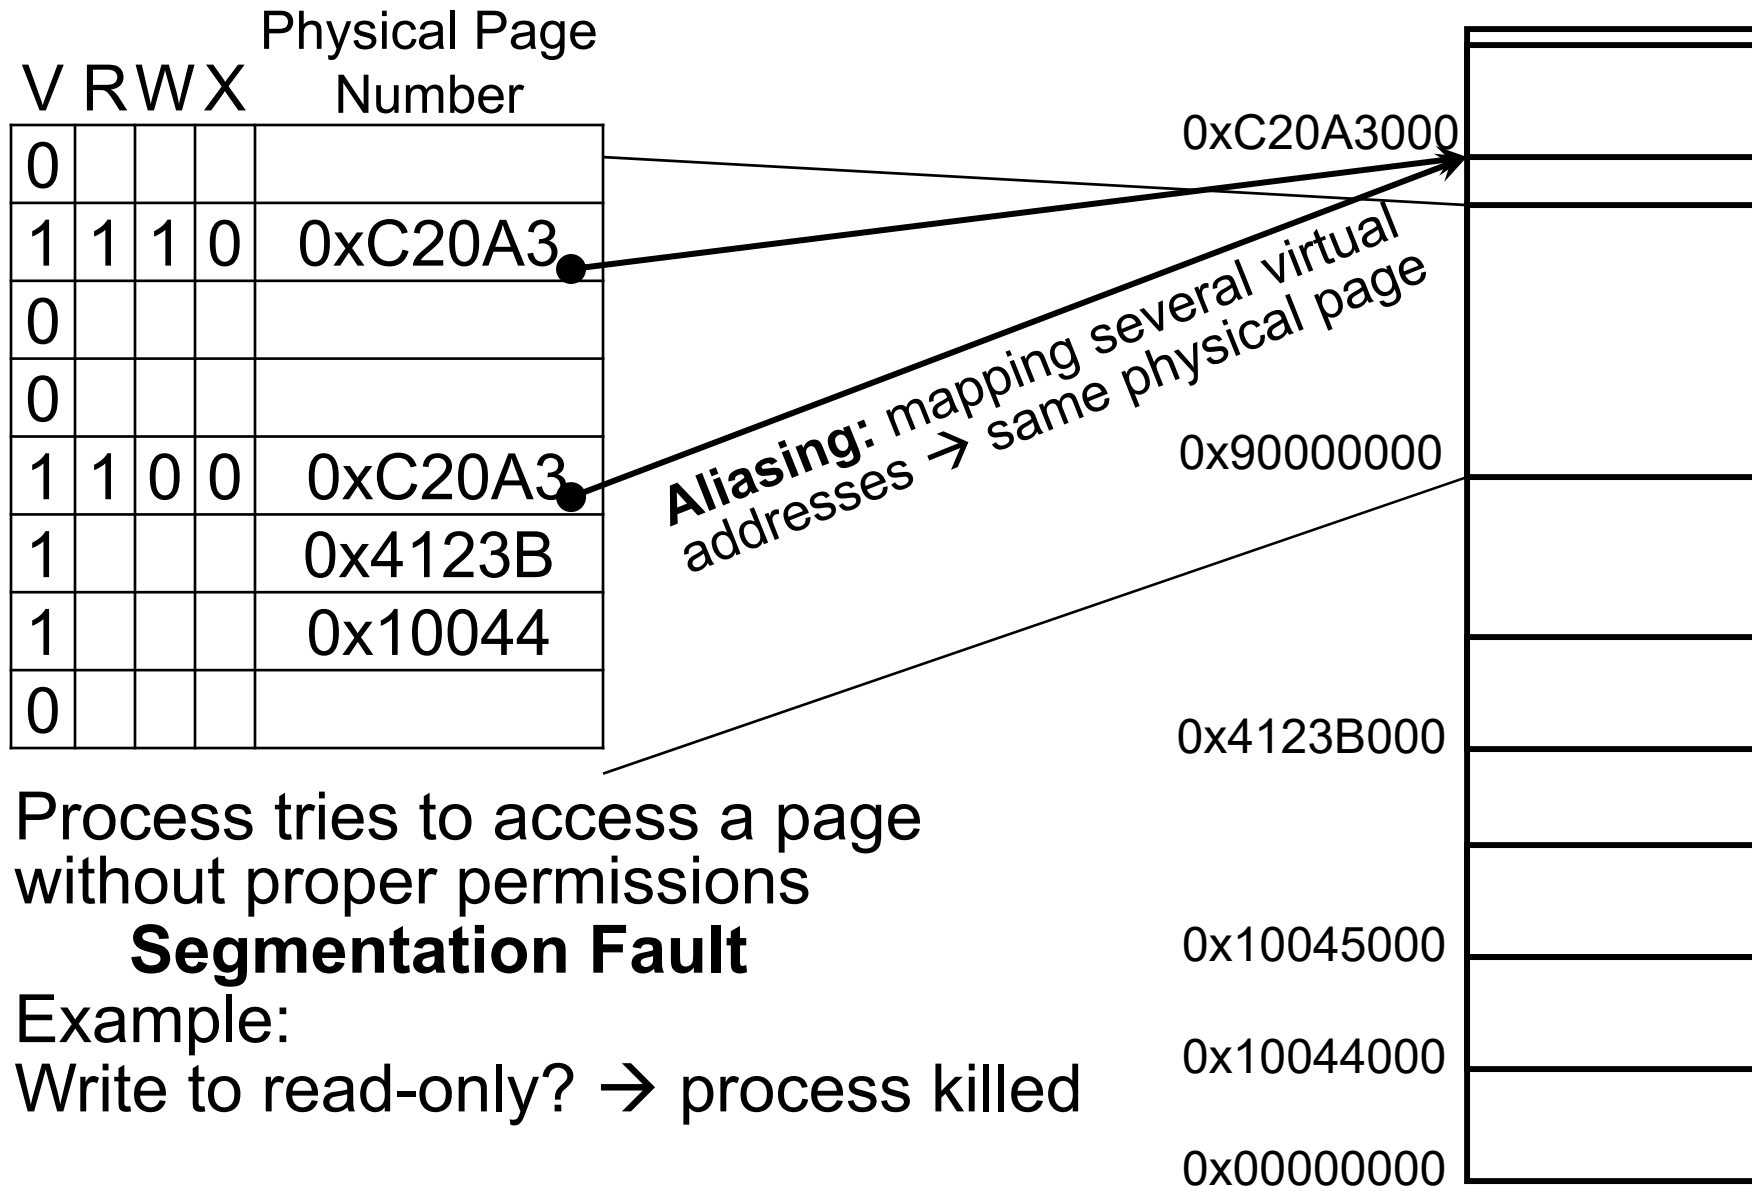 Physical Page
Number
V R W X
0
1 1 1 0 0xC20A3
0
0
1 1 0 0 0xC20A3
1 0x4123B
1 0x10044
0
Aliasing: mapping several virtual
addresses → same physical page
0xC20A3000
0x90000000
0x4123B000
0x10045000
0x10044000
0x00000000
Process tries to access a page
without proper permissions
Segmentation Fault
Example:
Write to read-only? → process killed